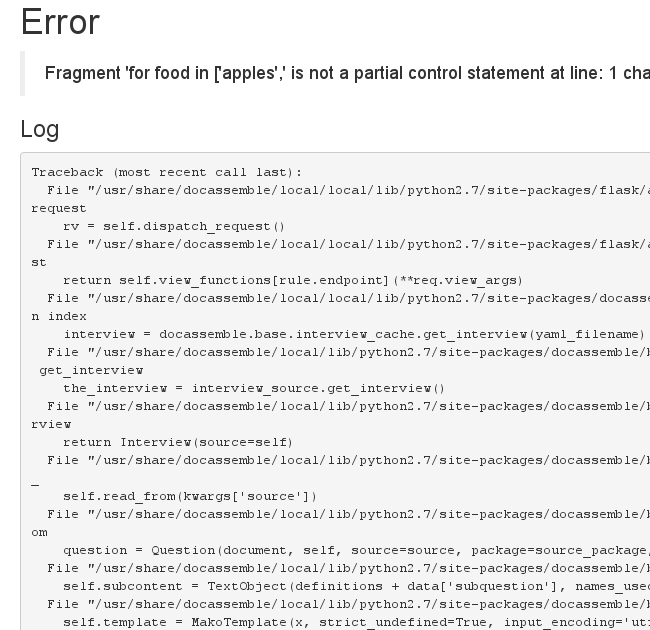 Error
Fragment 'for food in ['apples',' is not a partial control statement at line: 1 cha
Log
Traceback (most recent call last):
File "/usr/share/docassemble/local/local/lib/python2.7/site-packages/flask/a
request
rv = self.dispatch_request()
File "/usr/share/docassemble/local/local/lib/python2.7/site-packages/flask/a
st
return self.view_functions[rule.endpoint](**req.view_args)
File "/usr/share/docassemble/local/local/lib/python2.7/site-packages/docasse
n index
interview = docassemble.base.interview_cache.get_interview(yaml_filename)
File "/usr/share/docassemble/local/local/lib/python2.7/site-packages/docassemble/b
get_interview
the_interview = interview_source.get_interview()
File "/usr/share/docassemble/local/local/lib/python2.7/site-packages/docassemble/b
rview
return Interview(source=self)
File "/usr/share/docassemble/local/local/lib/python2.7/site-packages/docassemble/b
_
self.read_from(kwargs['source'])
File "/usr/share/docassemble/local/local/lib/python2.7/site-packages/docassemble/b
om
question = Question(document, self, source=source, package=source_package,
File "/usr/share/docassemble/local/local/lib/python2.7/site-packages/docassemble/b
self.subcontent = TextObject(definitions + data['subquestion'], names_used
File "/usr/share/docassemble/local/local/lib/python2.7/site-packages/docassemble/b
self.template = MakoTemplate(x, strict_undefined=True, input_encoding='utf